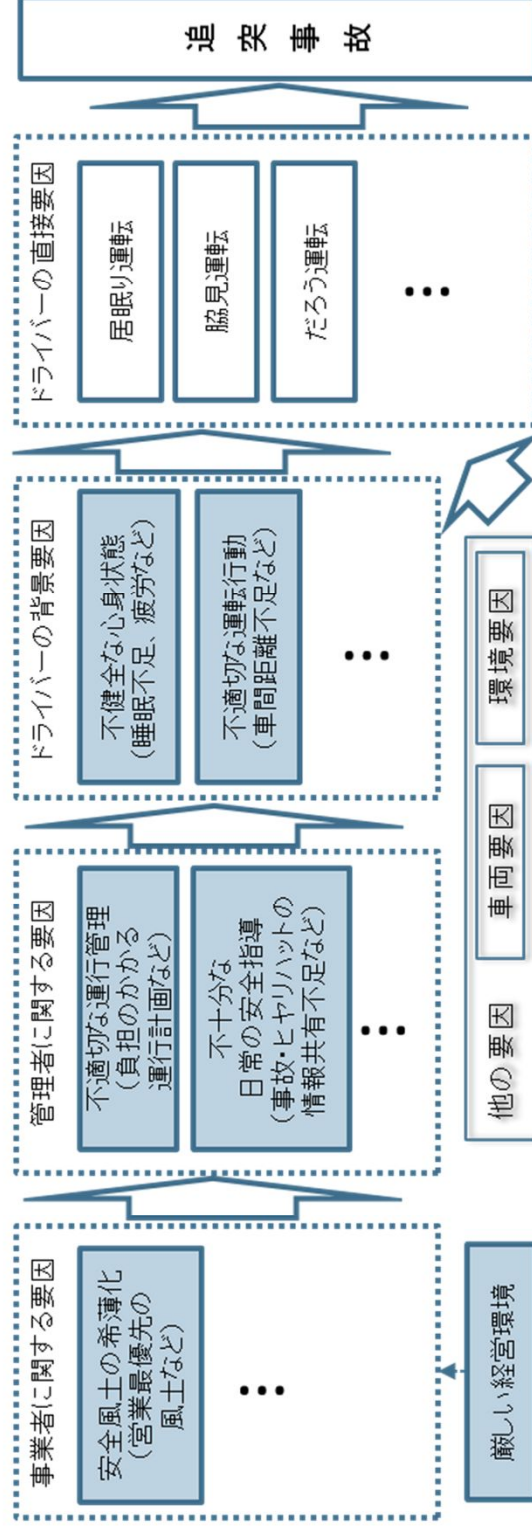 事業者に関する要因
安全風土の希薄化
(営業最優先の
風土など)
•••
厳しい経営環境
管理者に関する要因
不適切な運行管理
(負担のかかる
運行計画など)
不十分な
日常の安全指導
(事故・ヒヤリハットの
情報共有不足など)
•••
ドライバーの背景要因
不健全な心身状態
(睡眠不足、疲労など)
不適切な運転行動
(車間距離不足など)
•••
他の要因
車両要因
環境要因
ドライバーの直接要因
居眠り運転
脇見運転
だろう運転
•••
追突事故